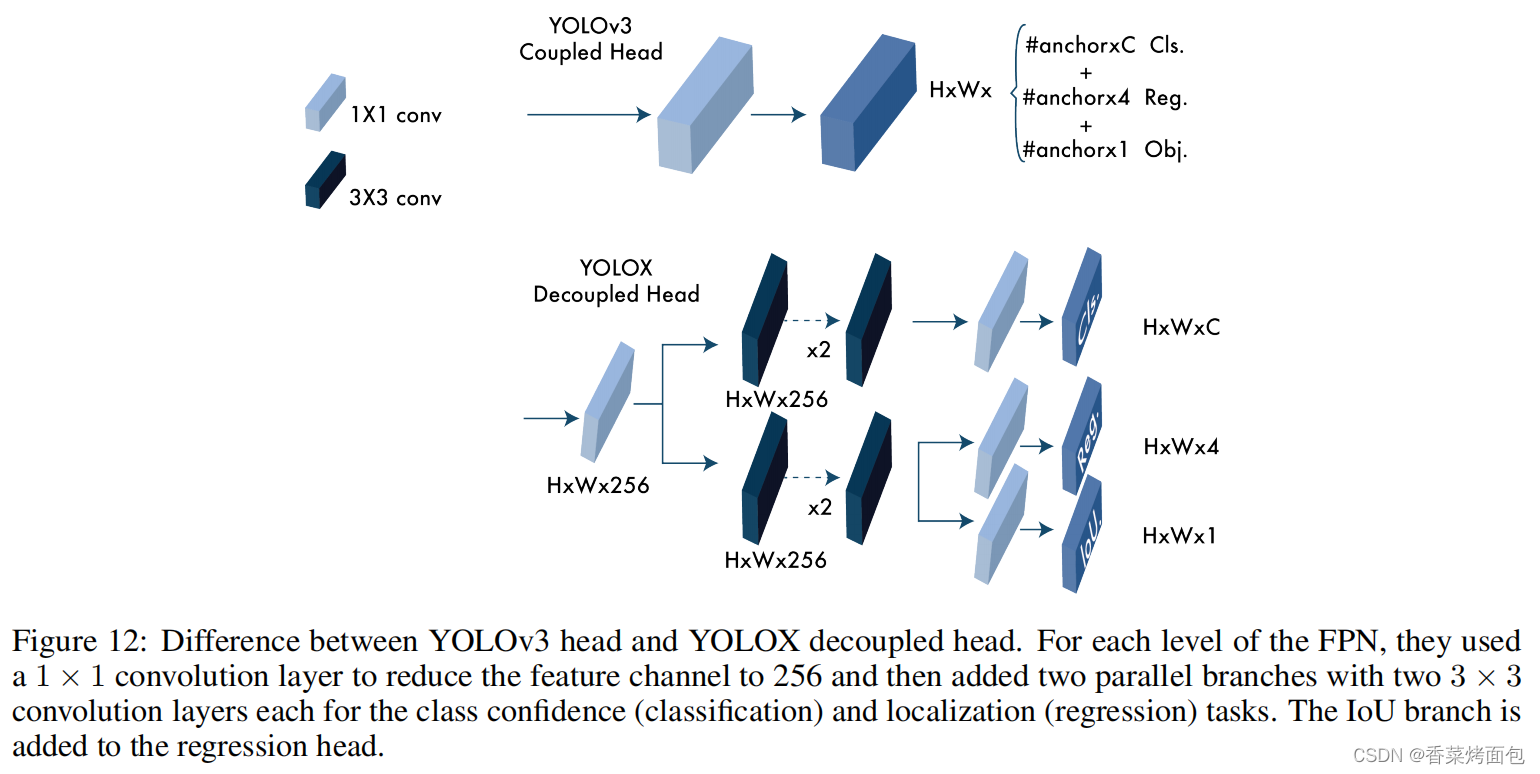 YOLOv3
Coupled Head
1X1 conv
3X3 conv
HxWx
#anchorxC Cls.
+
#anchorx4 Reg.
+
#anchorx1 Obj.
YOLOX
Decoupled Head
HxWx256
x2
HxWx256
x2
HxWx256
Cls.
HxWxC
Reg.
HxWx4
IoU.
HxWx1
Figure 12: Difference between YOLOv3 head and YOLOX decoupled head. For each level of the FPN, they used
a 1 × 1 convolution layer to reduce the feature channel to 256 and then added two parallel branches with two 3 × 3
convolution layers each for the class confidence (classification) and localization (regression) tasks. The IoU branch is
added to the regression head.
CSDN @香菜烤面包